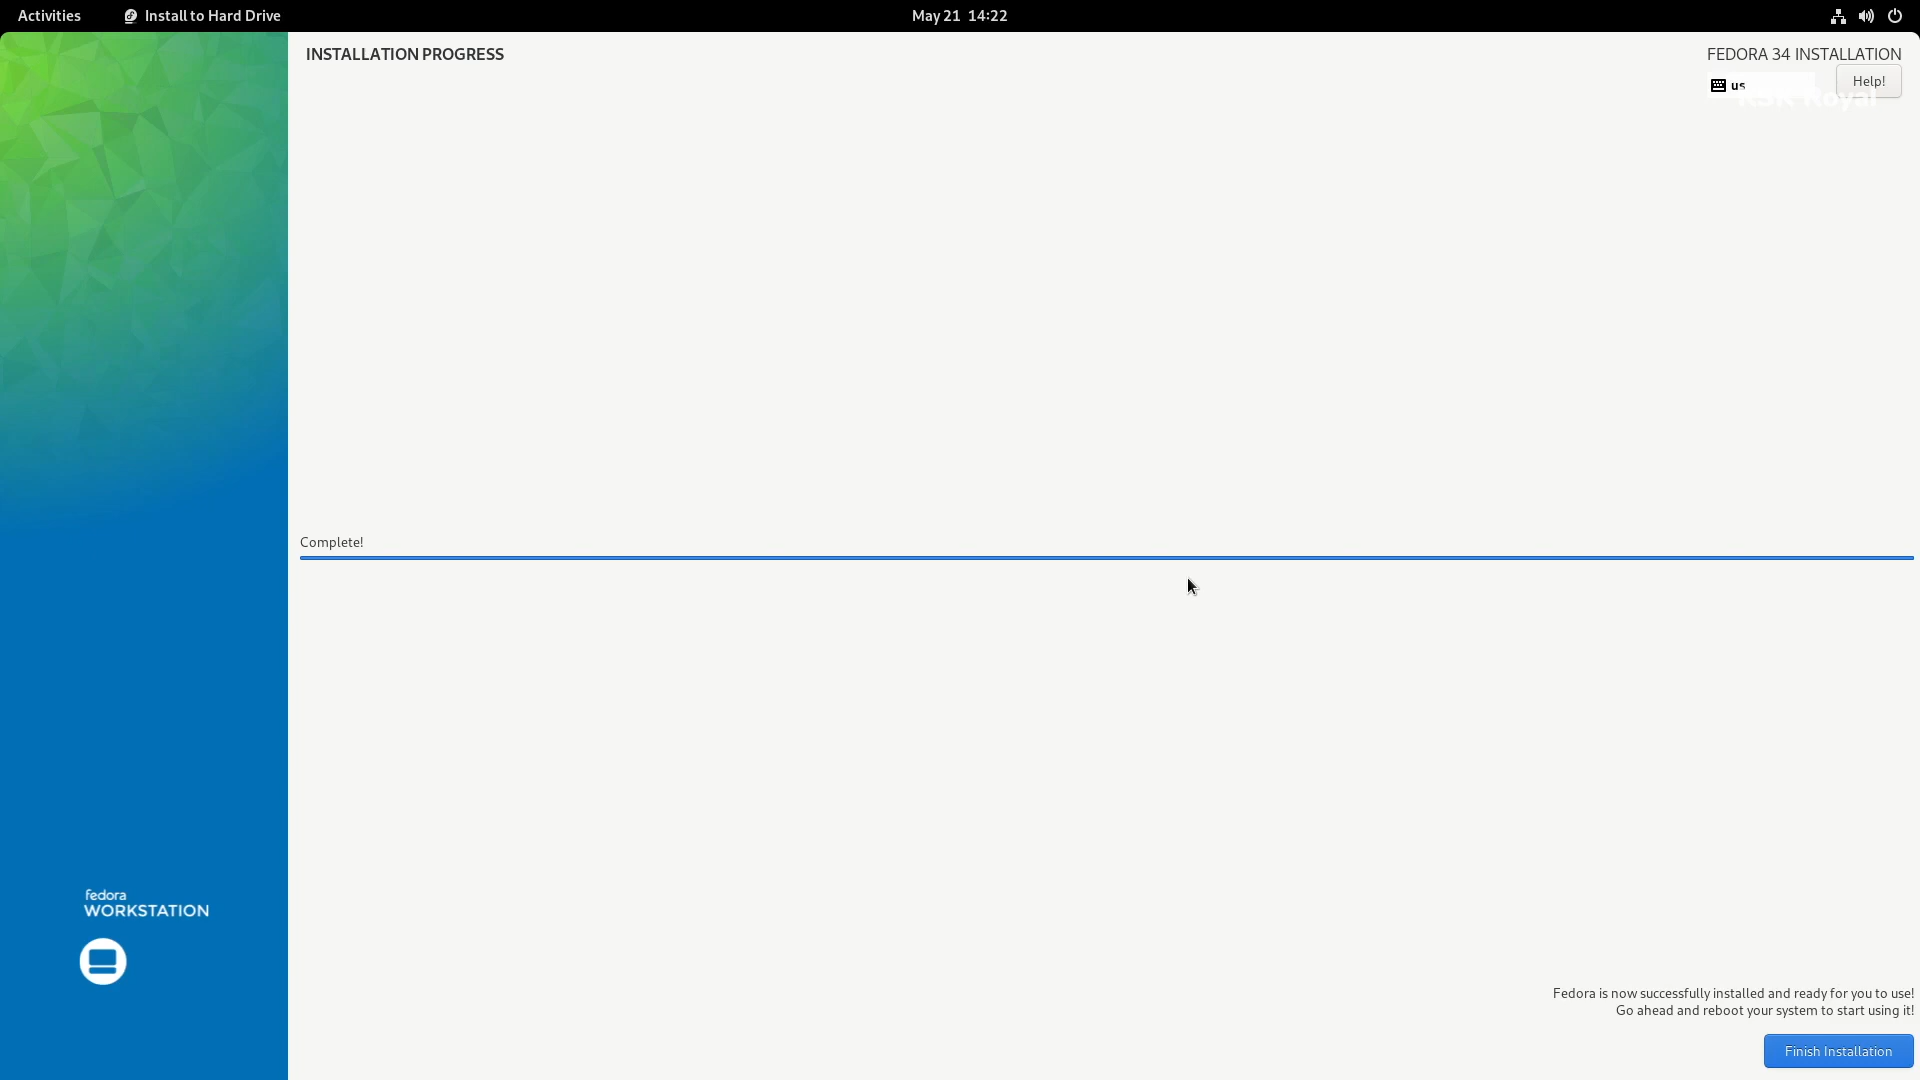 Activities
Install to Hard Drive
May 21 14:22
INSTALLATION PROGRESS
FEDORA 34 INSTALLATION
us
Help!
KSK Royal
Complete!
fedora
WORKSTATION
Fedora is now successfully installed and ready for you to use!
Go ahead and reboot your system to start using it!
Finish Installation